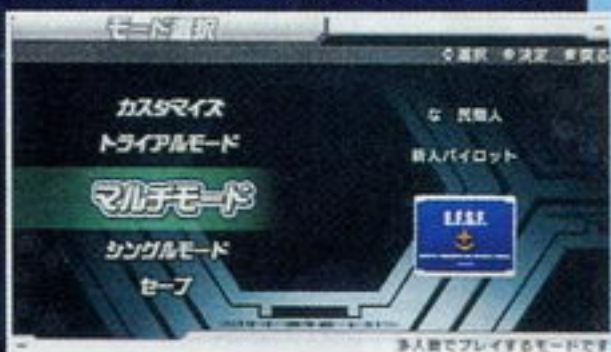 モード選択
選択 決定 戻る
カスタマイズ
な 民間人
トライアルモード
新人パイロット
マルチモード
E.F.S.F.
シングルモード
セーブ
多人数でプレイするモードです